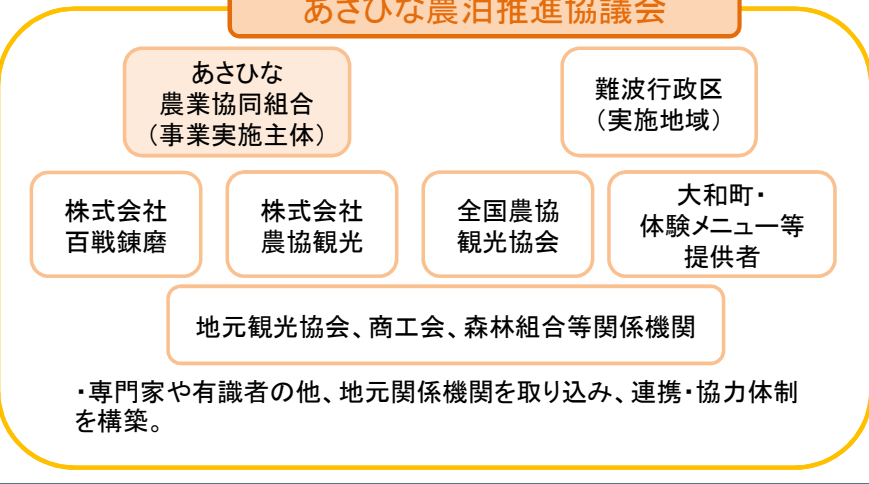 あさひな農泊推進協議会
あさひな
農業協同組合
（事業実施主体）
難波行政区
（実施地域）
株式会社
百戦錬磨
株式会社
農協観光
全国農協
観光協会
大和町・
体験メニュー等
提供者
地元観光協会、商工会、森林組合等関係機関
・専門家や有識者の他、地元関係機関を取り込み、連携・協力体制
を構築。